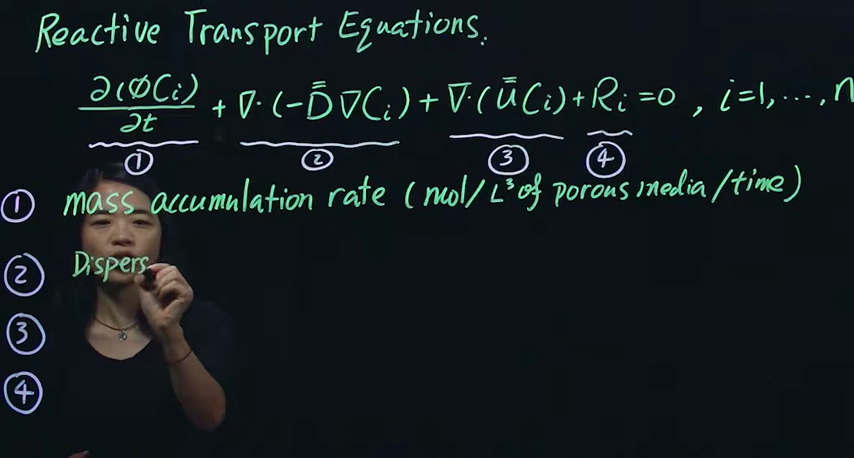 Reactive Transport Equations.
∂(ØCi)/∂t + ∇·(-D̿ ∇Ci) + ∇·(u̿ Ci) + Ri = 0 , i=1, ..., n
① ② ③ ④
① mass accumulation rate (mol/L³ of porous media/time)
② Dispers
③
④